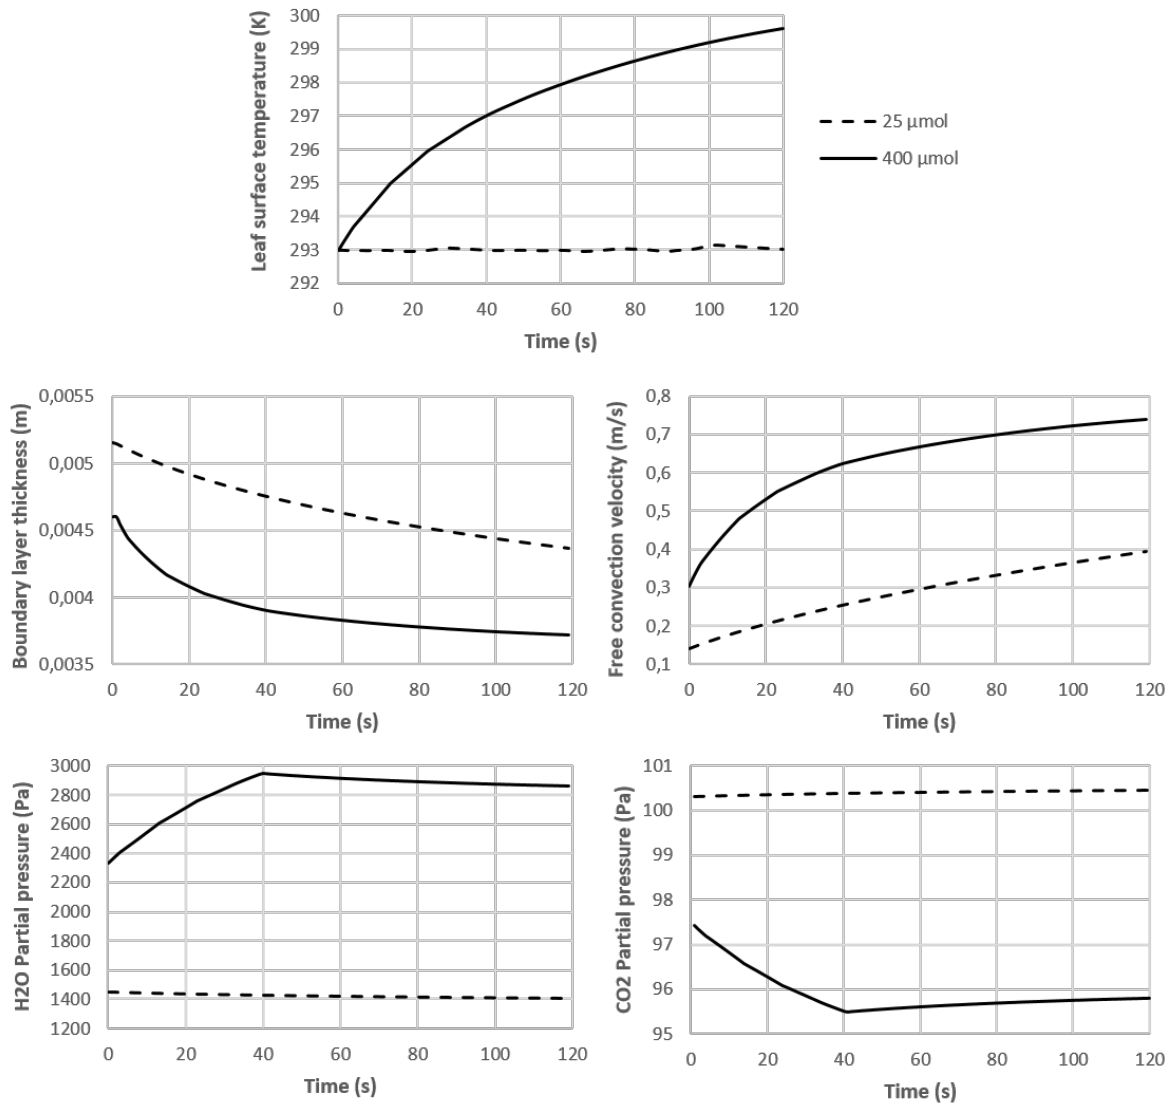 Leaf surface temperature (K)
300
299
298
297
296
295
294
293
292
0 20 40 60 80 100 120
Time (s)
25 µmol
400 µmol
Boundary layer thickness (m)
0,0055
0,005
0,0045
0,004
0,0035
0 20 40 60 80 100 120
Time (s)
Free convection velocity (m/s)
0,8
0,7
0,6
0,5
0,4
0,3
0,2
0,1
0 20 40 60 80 100 120
Time (s)
H2O Partial pressure (Pa)
3000
2800
2600
2400
2200
2000
1800
1600
1400
1200
0 20 40 60 80 100 120
Time (s)
CO2 Partial pressure (Pa)
101
100
99
98
97
96
95
0 20 40 60 80 100 120
Time (s)